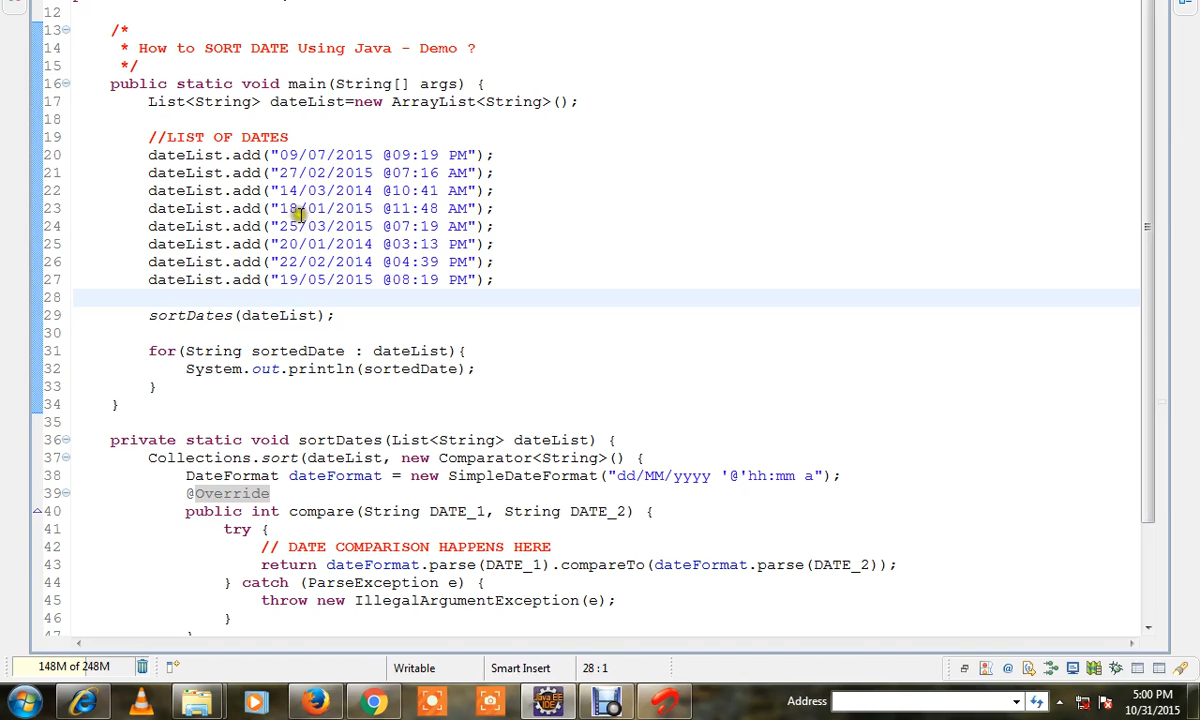 12
13 /*
14 * How to SORT DATE Using Java - Demo ?
15 */
16 public static void main(String[] args) {
17 List<String> dateList=new ArrayList<String>();
18
19 //LIST OF DATES
20 dateList.add("09/07/2015 @09:19 PM");
21 dateList.add("27/02/2015 @07:16 AM");
22 dateList.add("14/03/2014 @10:41 AM");
23 dateList.add("18/01/2015 @11:48 AM");
24 dateList.add("25/03/2015 @07:19 AM");
25 dateList.add("20/01/2014 @03:13 PM");
26 dateList.add("22/02/2014 @04:39 PM");
27 dateList.add("19/05/2015 @08:19 PM");
28
29 sortDates(dateList);
30
31 for(String sortedDate : dateList){
32 System.out.println(sortedDate);
33 }
34 }
35
36 private static void sortDates(List<String> dateList) {
37 Collections.sort(dateList, new Comparator<String>() {
38 DateFormat dateFormat = new SimpleDateFormat("dd/MM/yyyy '@'hh:mm a");
39 @Override
40 public int compare(String DATE_1, String DATE_2) {
41 try {
42 // DATE COMPARISON HAPPENS HERE
43 return dateFormat.parse(DATE_1).compareTo(dateFormat.parse(DATE_2));
44 } catch (ParseException e) {
45 throw new IllegalArgumentException(e);
46 }
47 }
148M of 248M Writable Smart Insert 28 : 1
Java EE IDE Address 5:00 PM
10/31/2015